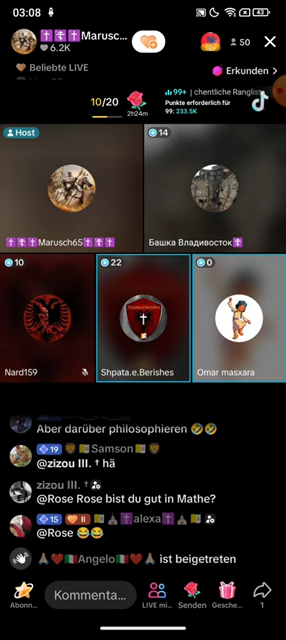 03:08
43
✝️☦️✝️Marusc...
6.2K
50
Beliebte LIVE
Erkunden >
10/20
2h24m
99+ | chentliche Ranglis
Punkte erforderlich für
99: 233.5K
Host
14
✝️☦️✝️Marusch65✝️☦️✝️
Башка Владивосток☦️
10
22
0
Nard159
Shpata.e.Berishes
Omar masxara
Aber darüber philosophieren 🤣🤣
19 🦁🇻🇦Samson🇻🇦🦁
@zizou III. † hä
zizou III. †
@Rose Rose bist du gut in Mathe?
15 II 🇻🇦⛪✝️alexa✝️⛪🇻🇦
@Rose 😂😂
🙏❤️🇮🇹Angelo🇮🇹❤️🙏 ist beigetreten
Abonn...
Kommenta...
LIVE mi...
Senden
Gesche...
1